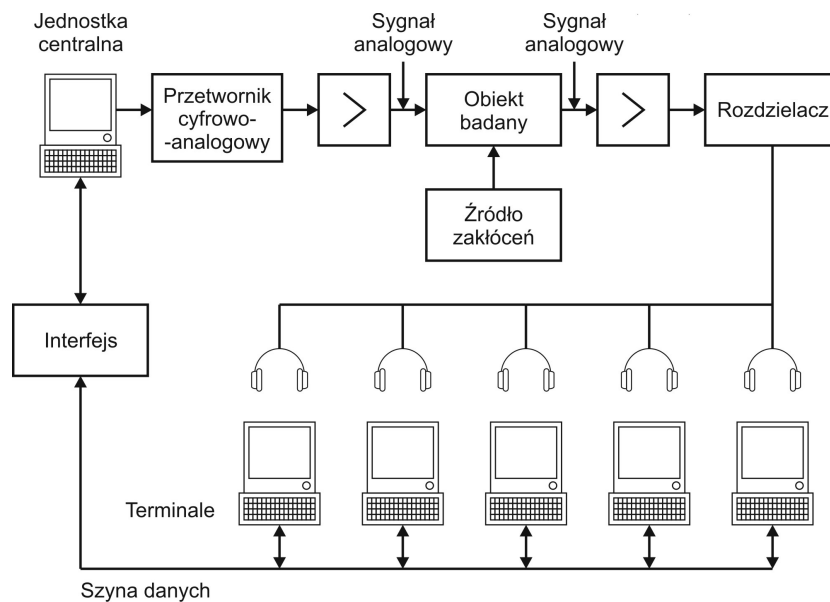 Jednostka
centralna
Sygnał
analogowy
Sygnał
analogowy
Przetwornik
cyfrowo-
-analogowy
Obiekt
badany
Rozdzielacz
Źródło
zakłóceń
Interfejs
Terminale
Szyna danych